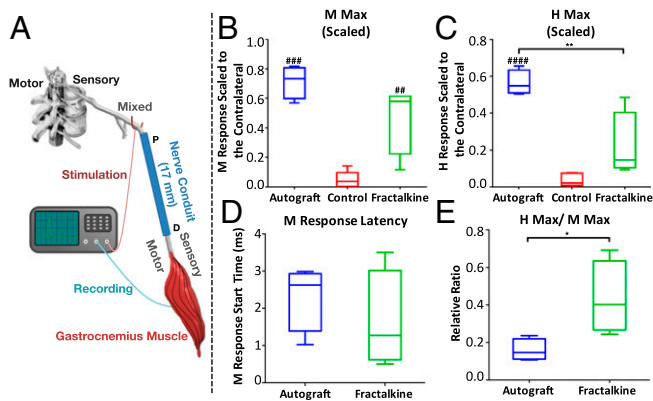 A
Motor
Sensory
Mixed
P
Stimulation
Nerve Conduit
(17 mm)
D
Motor
Sensory
Recording
Gastrocnemius Muscle
B
M Max
(Scaled)
M Response Scaled to
the Contralateral
1.0
0.8
0.6
0.4
0.2
0.0
###
##
Autograft Control Fractalkine
C
H Max
(Scaled)
H Response Scaled to
the Contralateral
1.0
0.8
0.6
0.4
0.2
0.0
####
**
Autograft Control Fractalkine
D
M Response Latency
M Response Start Time (ms)
4
3
2
1
0
Autograft Fractalkine
E
H Max/ M Max
Relative Ratio
0.8
0.6
0.4
0.2
0.0
*
Autograft Fractalkine